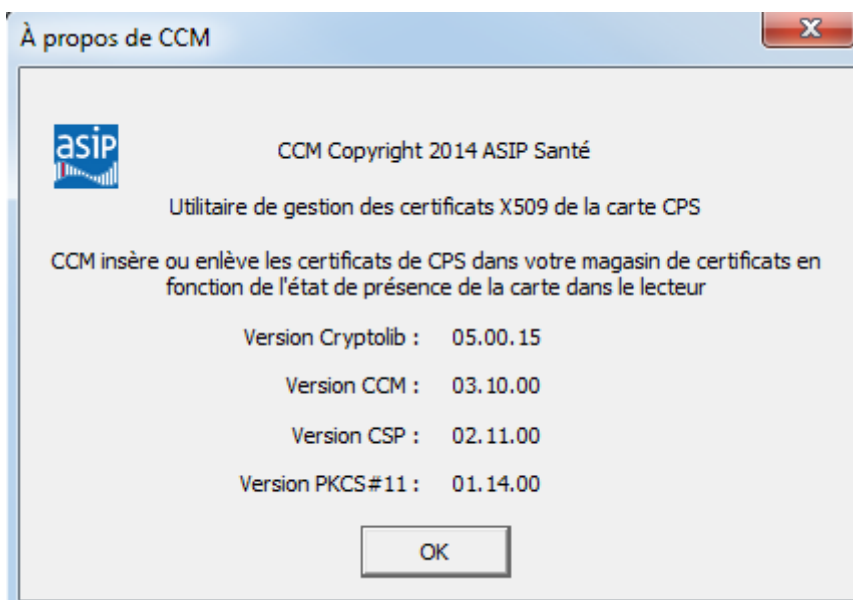 À propos de CCM
asip
CCM Copyright 2014 ASIP Santé
Utilitaire de gestion des certificats X509 de la carte CPS
CCM insère ou enlève les certificats de CPS dans votre magasin de certificats en
fonction de l'état de présence de la carte dans le lecteur
Version Cryptolib : 05.00.15
Version CCM : 03.10.00
Version CSP : 02.11.00
Version PKCS#11 : 01.14.00
OK